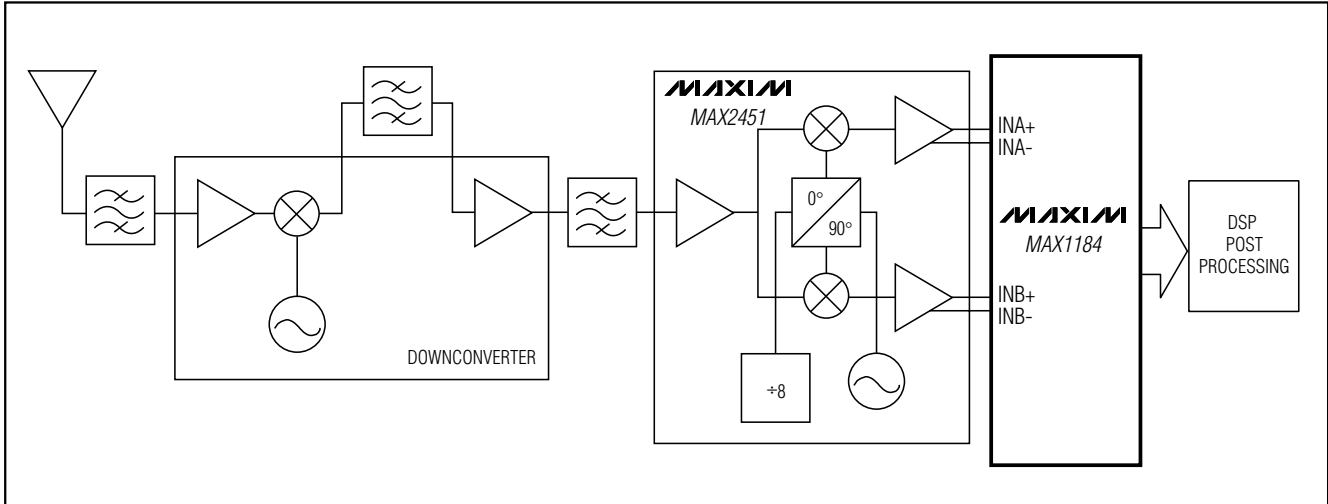 DOWNCONVERTER
MAXIM
MAX2451
0°
90°
÷8
INA+
INA-
MAXIM
MAX1184
INB+
INB-
DSP
POST
PROCESSING